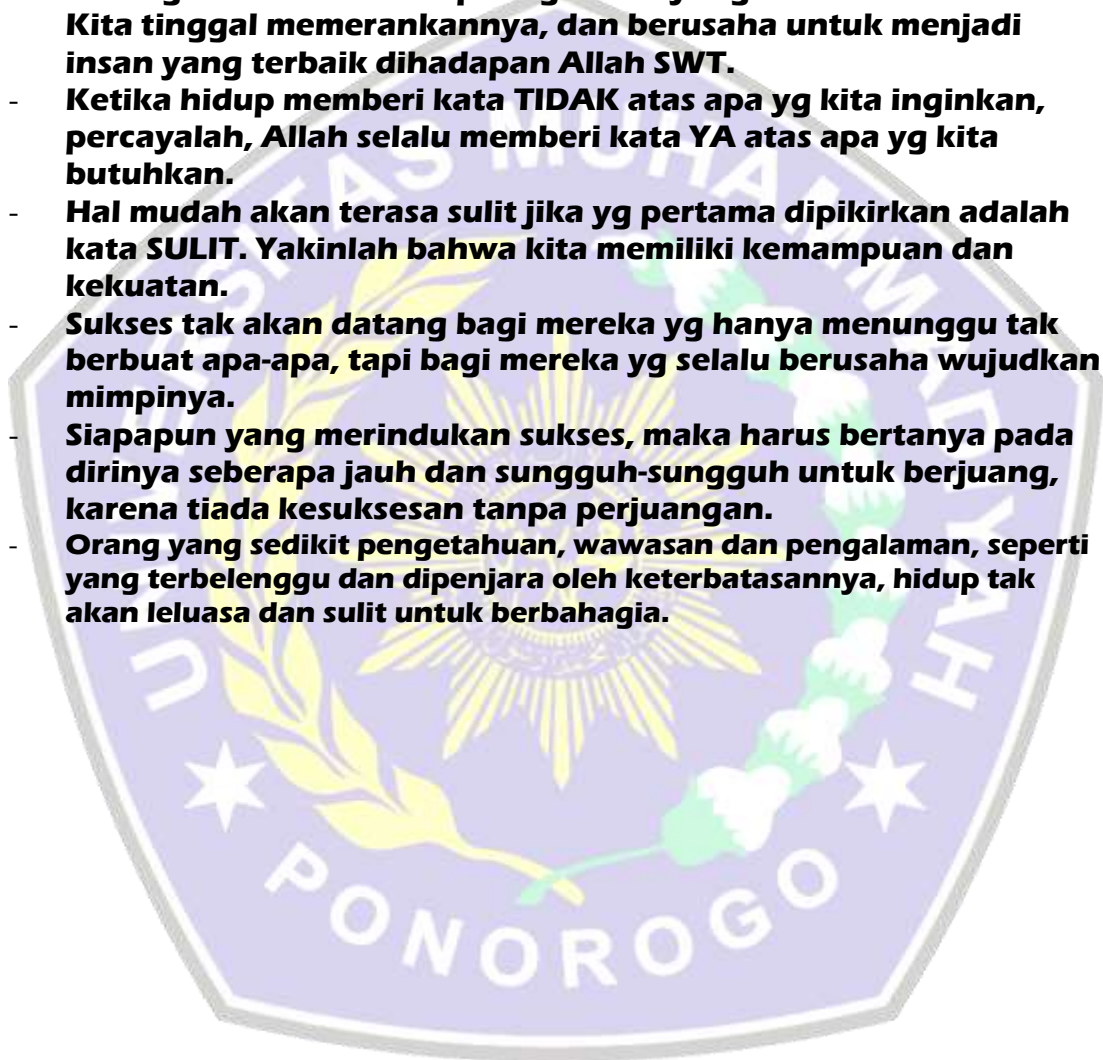 Kita tinggal memerankannya, dan berusaha untuk menjadi
insan yang terbaik dihadapan Allah SWT.
- Ketika hidup memberi kata TIDAK atas apa yg kita inginkan,
percayalah, Allah selalu memberi kata YA atas apa yg kita
butuhkan.
- Hal mudah akan terasa sulit jika yg pertama dipikirkan adalah
kata SULIT. Yakinlah bahwa kita memiliki kemampuan dan
kekuatan.
- Sukses tak akan datang bagi mereka yg hanya menunggu tak
berbuat apa-apa, tapi bagi mereka yg selalu berusaha wujudkan
mimpinya.
- Siapapun yang merindukan sukses, maka harus bertanya pada
dirinya seberapa jauh dan sungguh-sungguh untuk berjuang,
karena tiada kesuksesan tanpa perjuangan.
- Orang yang sedikit pengetahuan, wawasan dan pengalaman, seperti
yang terbelenggu dan dipenjara oleh keterbatasannya, hidup tak
akan leluasa dan sulit untuk berbahagia.
UNIVERSITAS MUHAMMADIYAH
PONOROGO